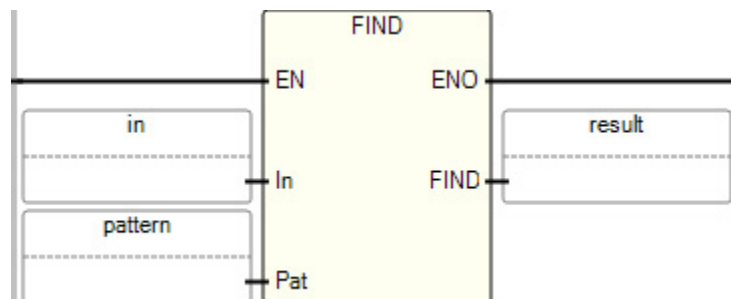 FIND
EN ENO
in result
In FIND
pattern
Pat